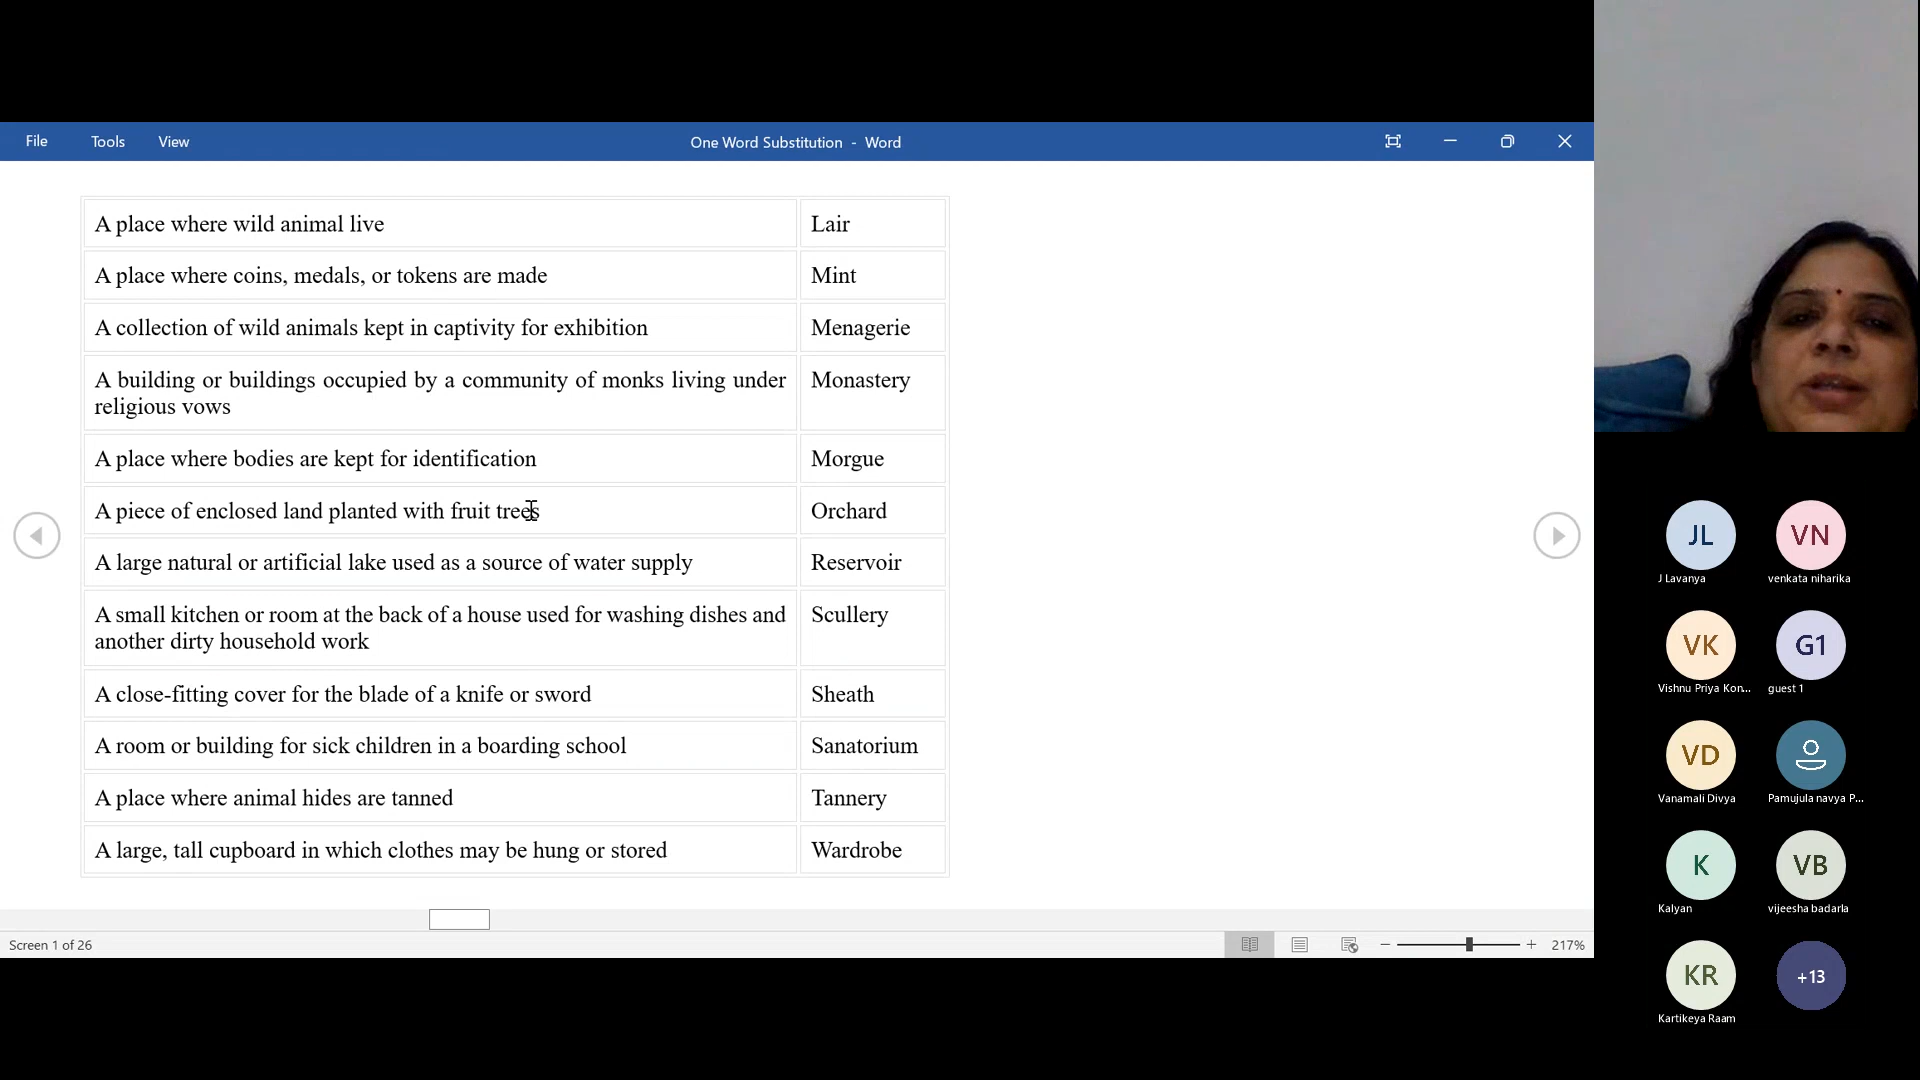 File Tools View One Word Substitution - Word
A place where wild animal live Lair
A place where coins, medals, or tokens are made Mint
A collection of wild animals kept in captivity for exhibition Menagerie
A building or buildings occupied by a community of monks living under Monastery
religious vows
A place where bodies are kept for identification Morgue
A piece of enclosed land planted with fruit trees Orchard
A large natural or artificial lake used as a source of water supply Reservoir
A small kitchen or room at the back of a house used for washing dishes and Scullery
another dirty household work
A close-fitting cover for the blade of a knife or sword Sheath
A room or building for sick children in a boarding school Sanatorium
A place where animal hides are tanned Tannery
A large, tall cupboard in which clothes may be hung or stored Wardrobe
Screen 1 of 26 217%
JL VN
J Lavanya venkata niharika
VK G1
Vishnu Priya Kon... guest 1
VD
Vanamali Divya Pamujula navya P...
K VB
Kalyan vijeesha badarla
KR +13
Kartikeya Raam